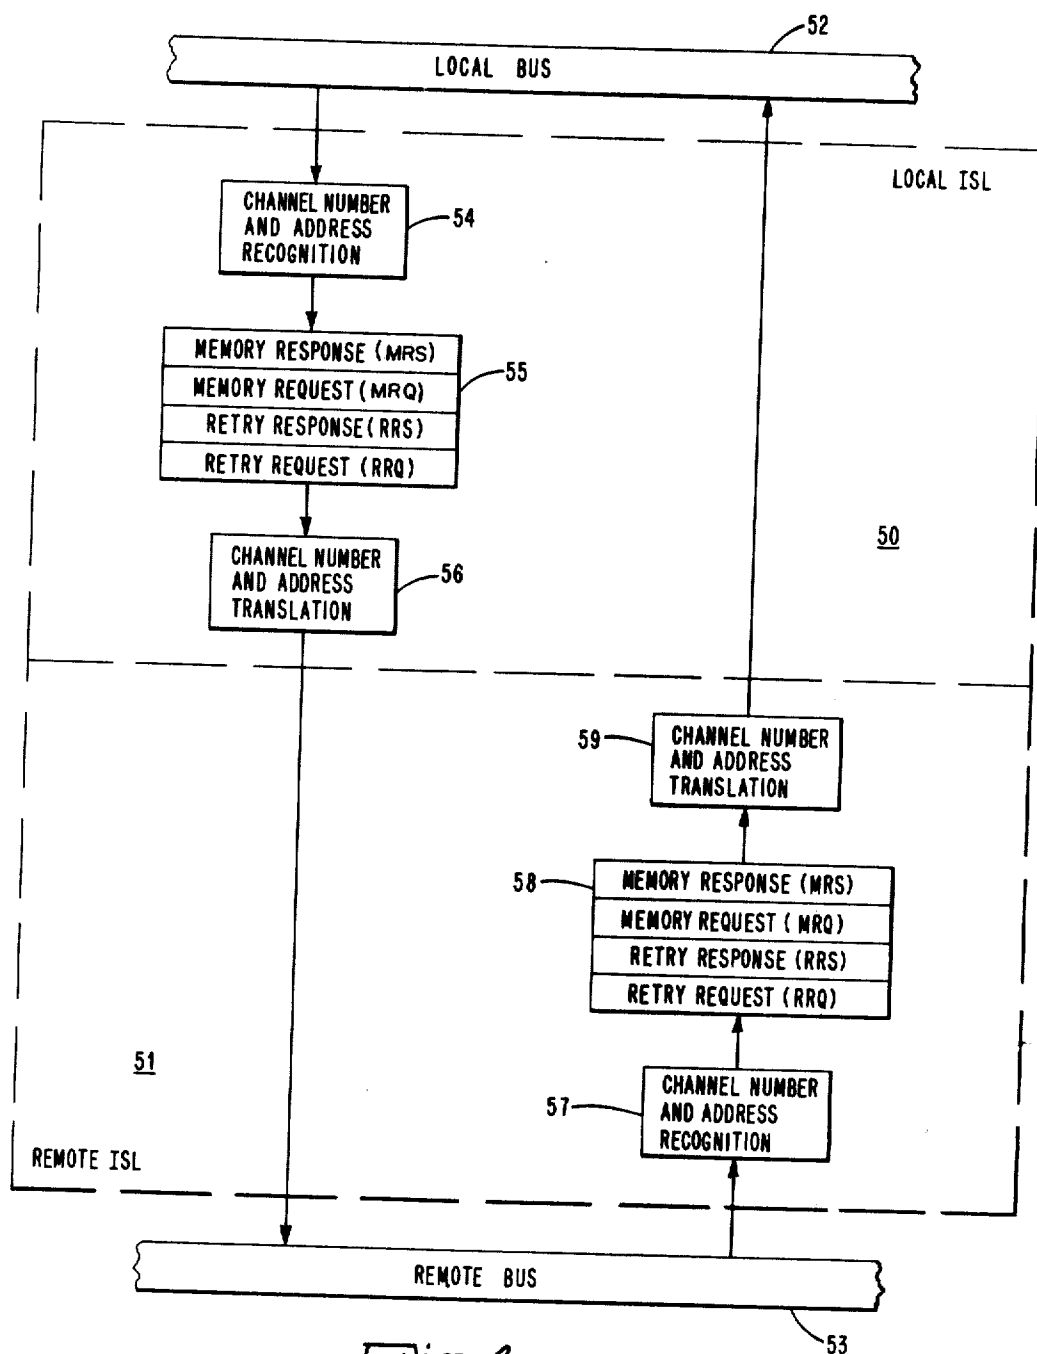 52
LOCAL BUS
LOCAL ISL
CHANNEL NUMBER
AND ADDRESS
RECOGNITION
54
MEMORY RESPONSE (MRS)
MEMORY REQUEST (MRQ)
RETRY RESPONSE (RRS)
RETRY REQUEST (RRQ)
55
50
CHANNEL NUMBER
AND ADDRESS
TRANSLATION
56
59
CHANNEL NUMBER
AND ADDRESS
TRANSLATION
58
MEMORY RESPONSE (MRS)
MEMORY REQUEST (MRQ)
RETRY RESPONSE (RRS)
RETRY REQUEST (RRQ)
51
57
CHANNEL NUMBER
AND ADDRESS
RECOGNITION
REMOTE ISL
REMOTE BUS
53